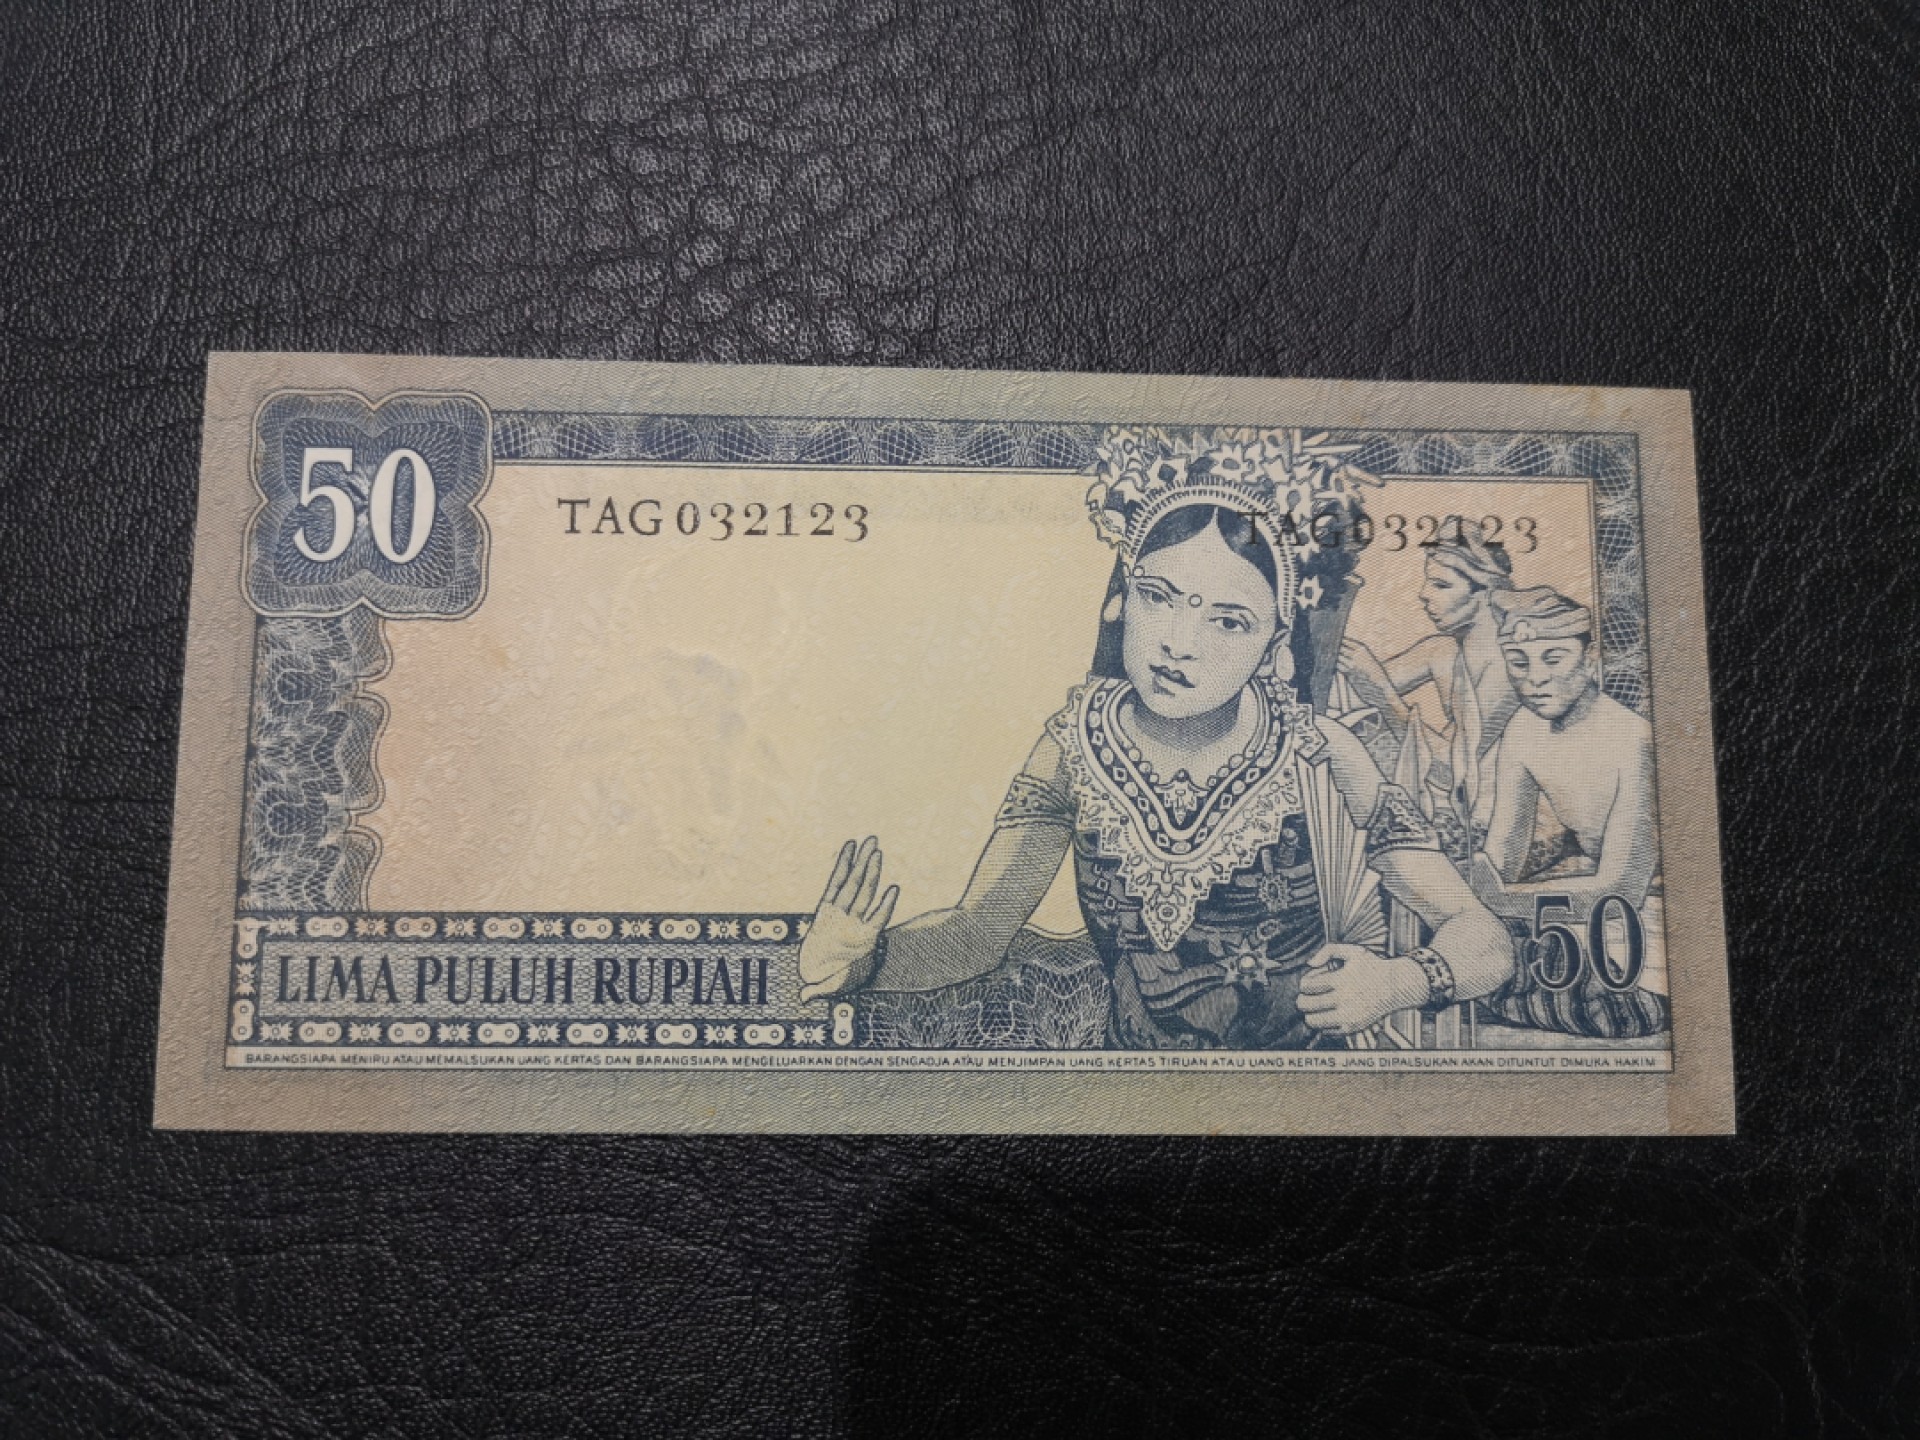 50
TAG032123 TAG032123
50
LIMA PULUH RUPIAH
BARANGSIAPA MENIRU ATAU MEMALSUKAN UANG KERTAS DAN BARANGSIAPA MENGELUARKAN DENGAN SENGADJA ATAU MENJIMPAN UANG KERTAS TIRUAN ATAU UANG KERTAS JANG DIPALSUKAN AKAN DITUNTUT DIMUKA HAKIM